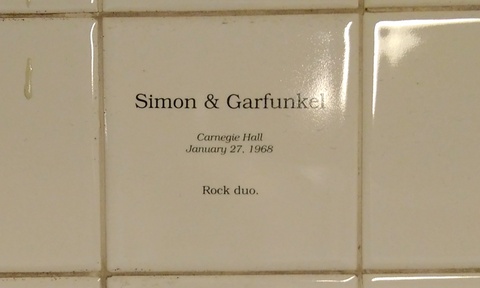 Simon & Garfunkel
Carnegie Hall
January 27, 1968
Rock duo.